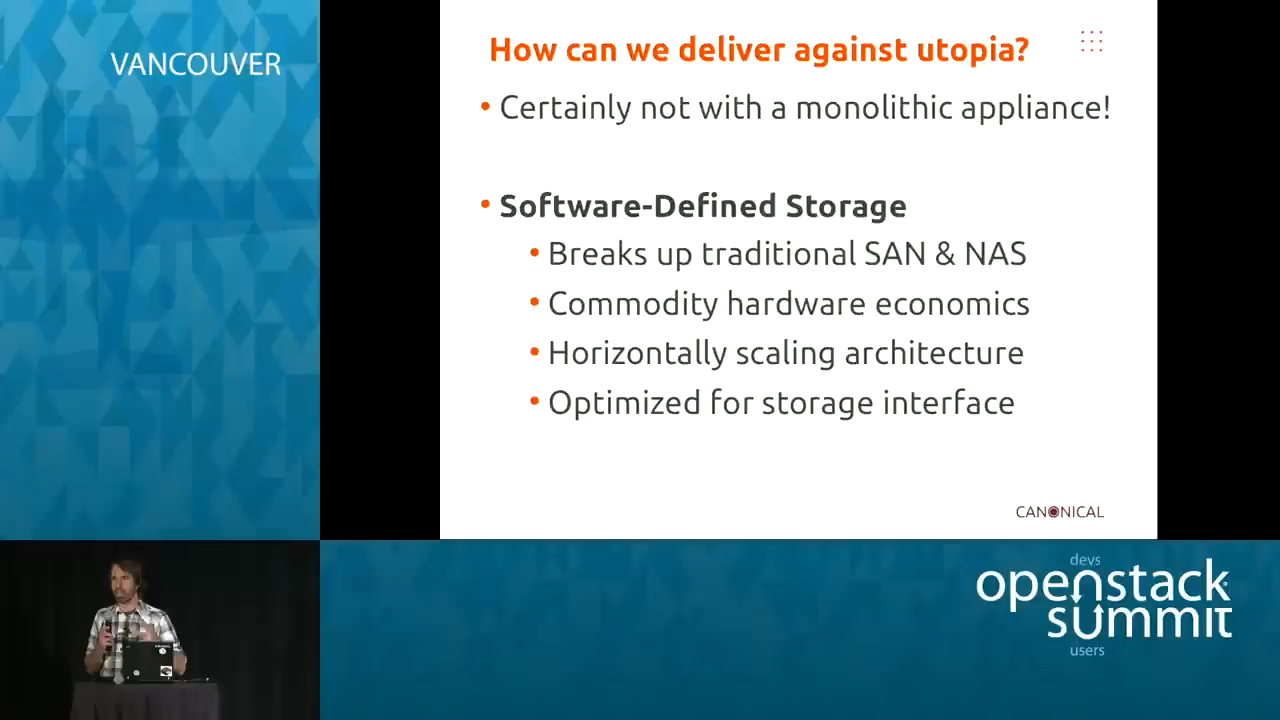 VANCOUVER
How can we deliver against utopia?
• Certainly not with a monolithic appliance!
• Software-Defined Storage
• Breaks up traditional SAN & NAS
• Commodity hardware economics
• Horizontally scaling architecture
• Optimized for storage interface
CANONICAL
devs
openstack
summit
users